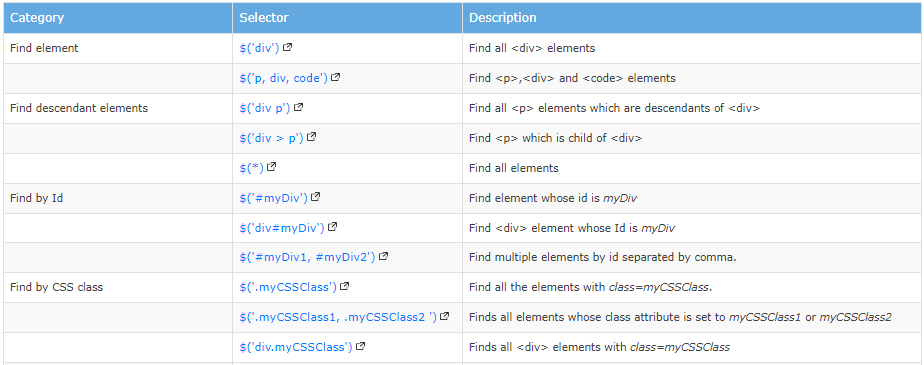 Category Selector Description
Find element $('div') Find all <div> elements
$('p, div, code') Find <p>,<div> and <code> elements
Find descendant elements $('div p') Find all <p> elements which are descendants of <div>
$('div > p') Find <p> which is child of <div>
$(*) Find all elements
Find by Id $('#myDiv') Find element whose id is myDiv
$('div#myDiv') Find <div> element whose Id is myDiv
$('#myDiv1, #myDiv2') Find multiple elements by id separated by comma.
Find by CSS class $('.myCSSClass') Find all the elements with class=myCSSClass.
$('.myCSSClass1, .myCSSClass2 ') Finds all elements whose class attribute is set to myCSSClass1 or myCSSClass2
$('div.myCSSClass') Finds all <div> elements with class=myCSSClass